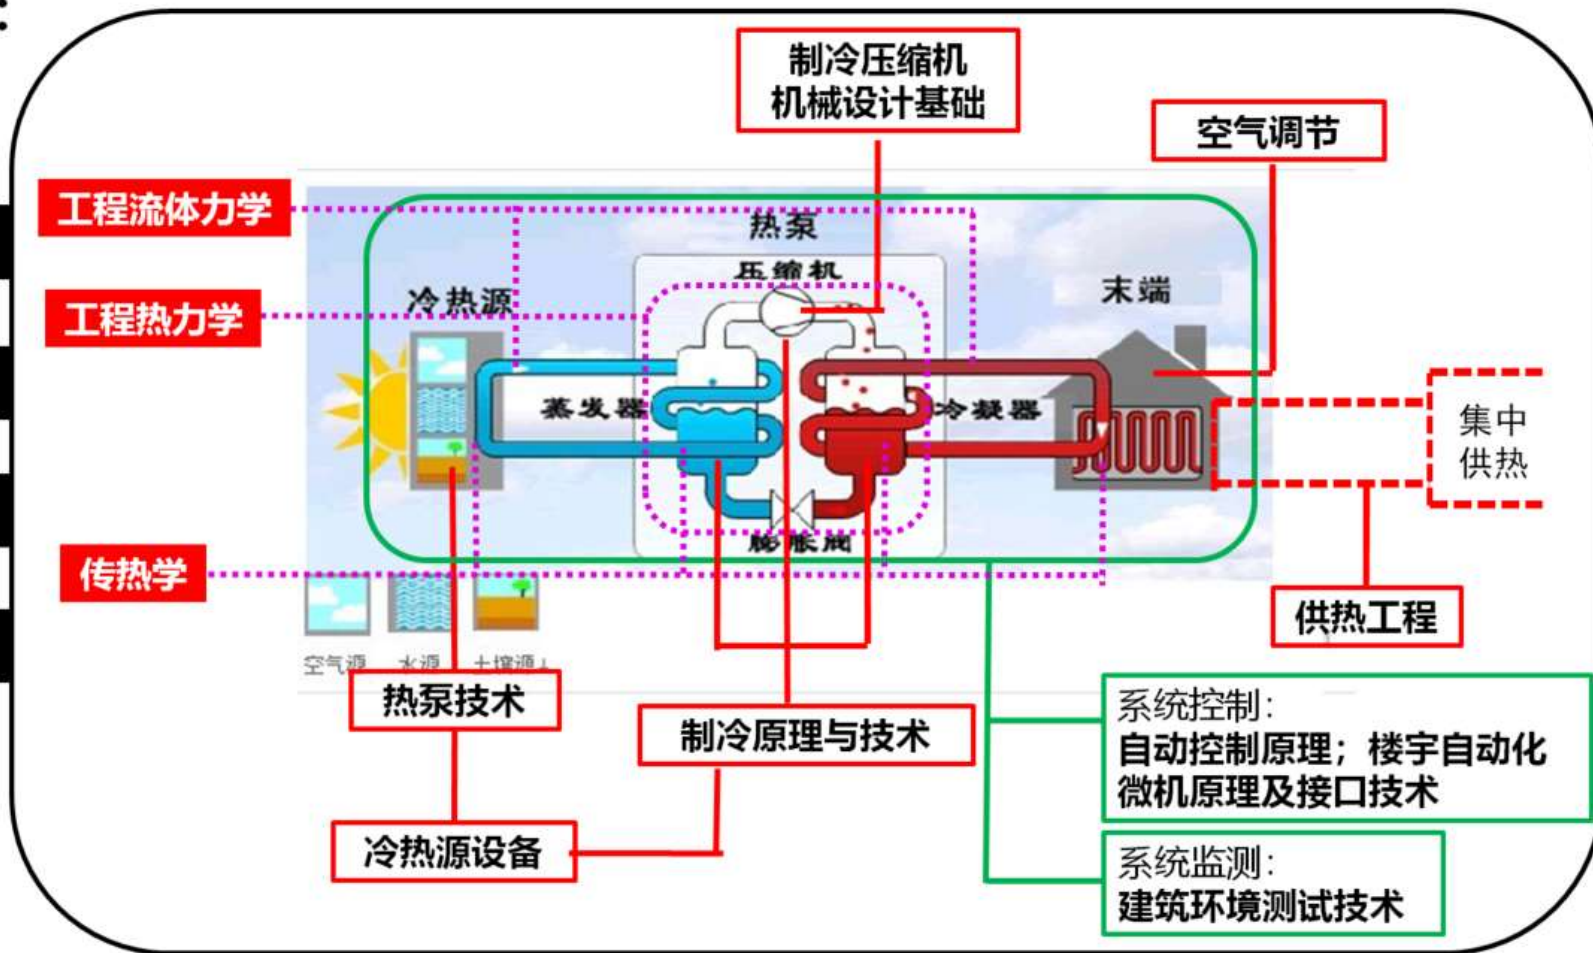 制冷压缩机
机械设计基础
空气调节
工程流体力学
热泵
压缩机
冷热源
末端
工程热力学
蒸发器
冷凝器
集中
供热
膨胀阀
传热学
供热工程
空气源
水源
土壤源
热泵技术
制冷原理与技术
系统控制：
自动控制原理；楼宇自动化
微机原理及接口技术
冷热源设备
系统监测：
建筑环境测试技术